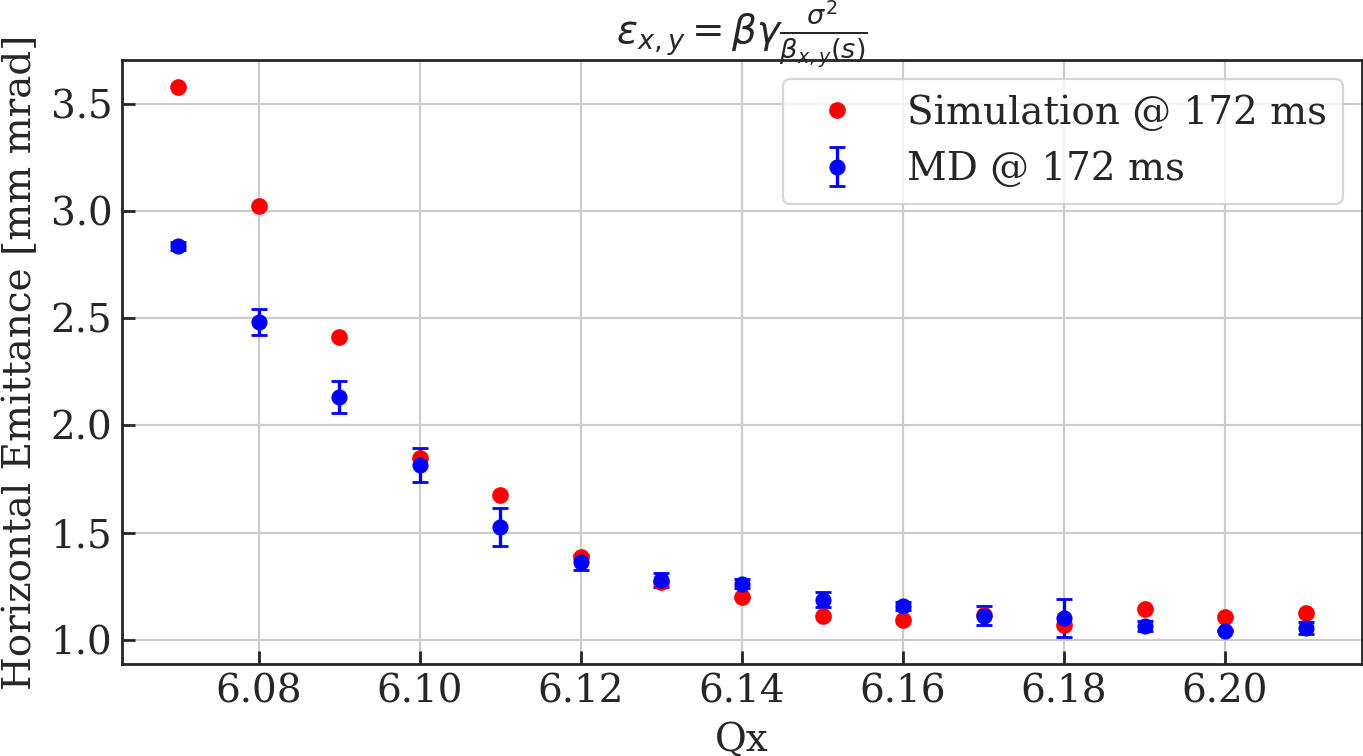 εx, y = βγ σ² / βx, y(s)
Simulation @ 172 ms
MD @ 172 ms
Horizontal Emittance [mm mrad]
3.5
3.0
2.5
2.0
1.5
1.0
6.08 6.10 6.12 6.14 6.16 6.18 6.20
Qx